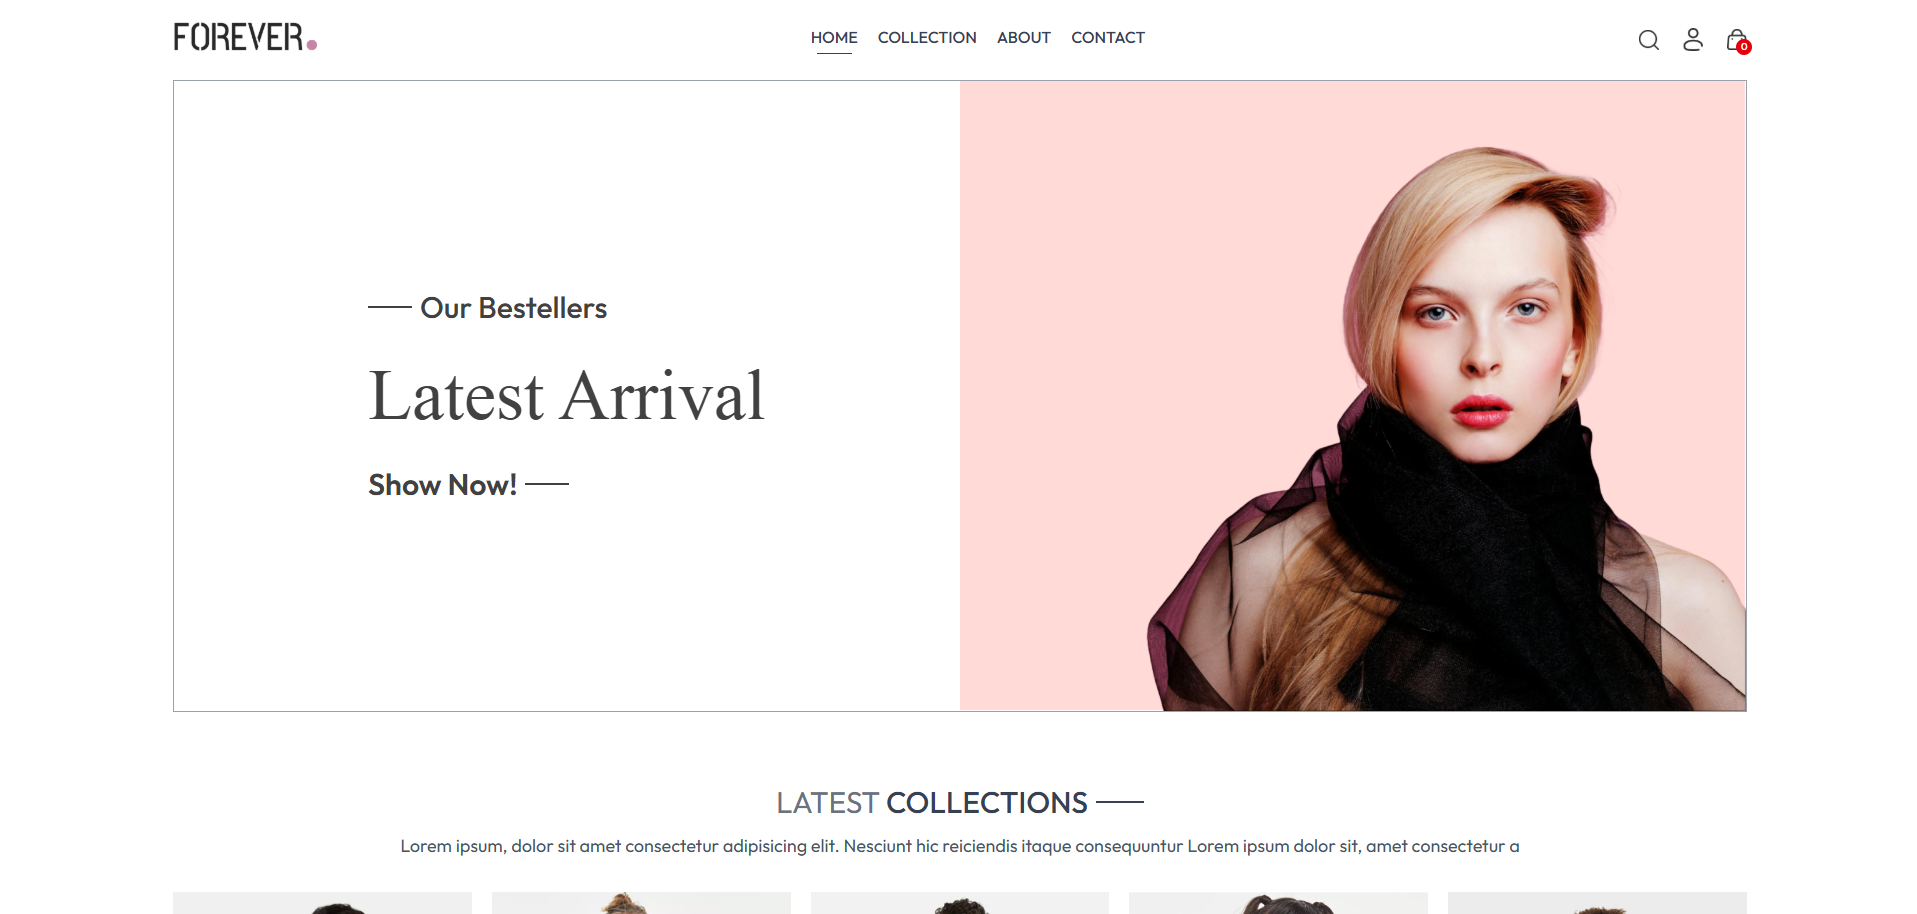 FOREVER.
HOME COLLECTION ABOUT CONTACT
0
Our Bestellers
Latest Arrival
Show Now!
LATEST COLLECTIONS
Lorem ipsum, dolor sit amet consectetur adipisicing elit. Nesciunt hic reiciendis itaque consequuntur Lorem ipsum dolor sit, amet consectetur a